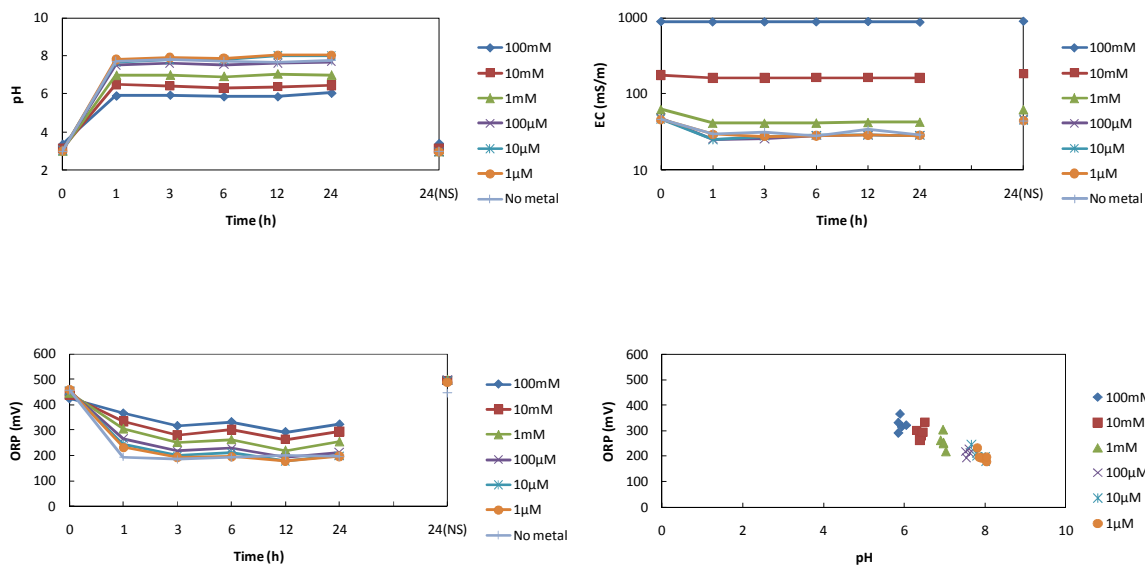 10
8
6
4
2
pH
0
1
3
6
12
24
24(NS)
Time (h)
100mM
10mM
1mM
100μM
10μM
1μM
No metal
1000
100
10
EC (mS/m)
0
1
3
6
12
24
24(NS)
Time (h)
100mM
10mM
1mM
100μM
10μM
1μM
No metal
600
500
400
300
200
100
0
ORP (mV)
0
1
3
6
12
24
24(NS)
Time (h)
100mM
10mM
1mM
100μM
10μM
1μM
No metal
600
500
400
300
200
100
0
ORP (mV)
0
2
4
6
8
10
pH
100mM
10mM
1mM
100μM
10μM
1μM